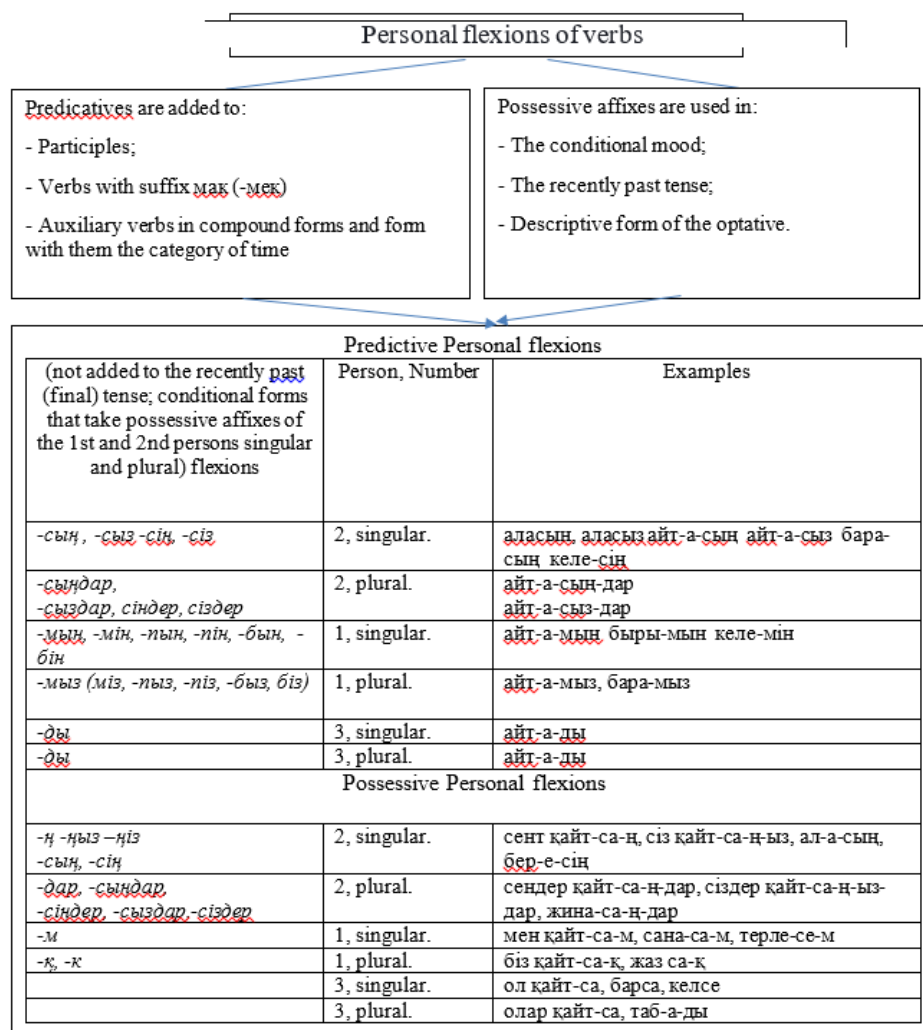 Personal flexions of verbs
Predicatives are added to:
- Participles;
- Verbs with suffix мақ (-мек)
- Auxiliary verbs in compound forms and form
with them the category of time
Possessive affixes are used in:
- The conditional mood;
- The recently past tense;
- Descriptive form of the optative.
Predictive Personal flexions
(not added to the recently past
(final) tense; conditional forms
that take possessive affixes of
the 1st and 2nd persons singular
and plural) flexions
Person, Number
Examples
-сың , -сыз -сің, -сіз
2, singular.
аласың, аласыз айт-а-сың айт-а-сыз бара-
сың келе-сің
-сыңдар,
-сыздар, сіндер, сіздер
2, plural.
айт-а-сың-дар
айт-а-сыз-дар
-мын, -мін, -пын, -пін, -бын, -
бін
1, singular.
айт-а-мын быры-мын келе-мін
-мыз (міз, -пыз, -піз, -быз, біз)
1, plural.
айт-а-мыз, бара-мыз
-ды
3, singular.
айт-а-ды
-ды
3, plural.
айт-а-ды
Possessive Personal flexions
-ң -ңыз –ңіз
-сың, -сің
2, singular.
сент қайт-са-ң, сіз қайт-са-ң-ыз, ал-а-сың,
бер-е-сің
-дар, -сыңдар,
-сіңдер, -сыздар,-сіздер
2, plural.
сендер қайт-са-ң-дар, сіздер қайт-са-ң-ыз-
дар, жина-са-ң-дар
-м
1, singular.
мен қайт-са-м, сана-са-м, терле-се-м
-қ, -к
1, plural.
біз қайт-са-қ, жаз са-қ
3, singular.
ол қайт-са, барса, келсе
3, plural.
олар қайт-са, таб-а-ды